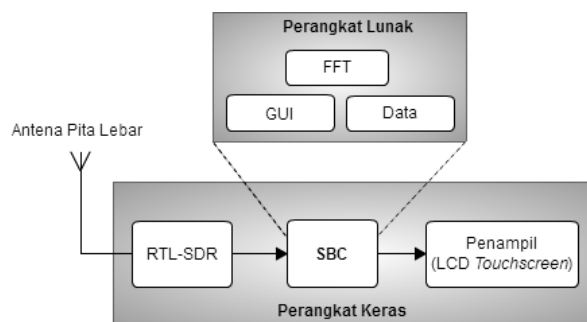 Perangkat Lunak
FFT
GUI
Data
Antena Pita Lebar
RTL-SDR
SBC
Penampil
(LCD Touchscreen)
Perangkat Keras